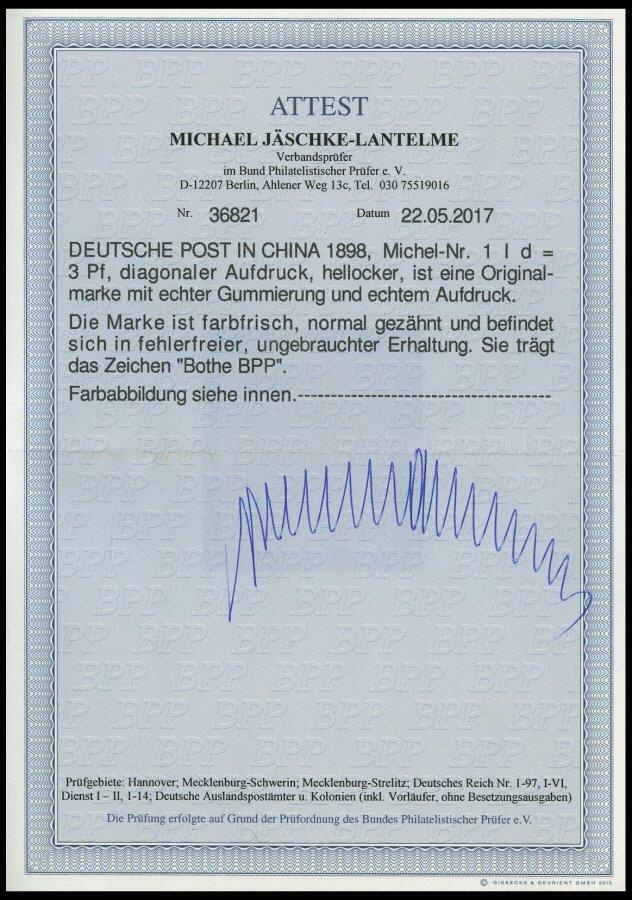 ATTEST
MICHAEL JÄSCHKE-LANTELME
Verbandsprüfer
im Bund Philatelistischer Prüfer e. V.
D-12207 Berlin, Ahlener Weg 13c, Tel. 030 75519016
Nr. 36821 Datum 22.05.2017
DEUTSCHE POST IN CHINA 1898, Michel-Nr. 1 I d =
3 Pf, diagonaler Aufdruck, hellocker, ist eine Original-
marke mit echter Gummierung und echtem Aufdruck.
Die Marke ist farbfrisch, normal gezähnt und befindet
sich in fehlerfreier, ungebrauchter Erhaltung. Sie trägt
das Zeichen "Bothe BPP".
Farbabbildung siehe innen.-------------------------------------
Prüfgebiete: Hannover; Mecklenburg-Schwerin; Mecklenburg-Strelitz; Deutsches Reich Nr. 1-97, I-VI,
Dienst I – II, 1-14; Deutsche Auslandspostämter u. Kolonien (inkl. Vorläufer, ohne Besetzungsausgaben)
Die Prüfung erfolgte auf Grund der Prüfordnung des Bundes Philatelistischer Prüfer e.V.
© GIESECKE & DEVRIENT GMBH 2015